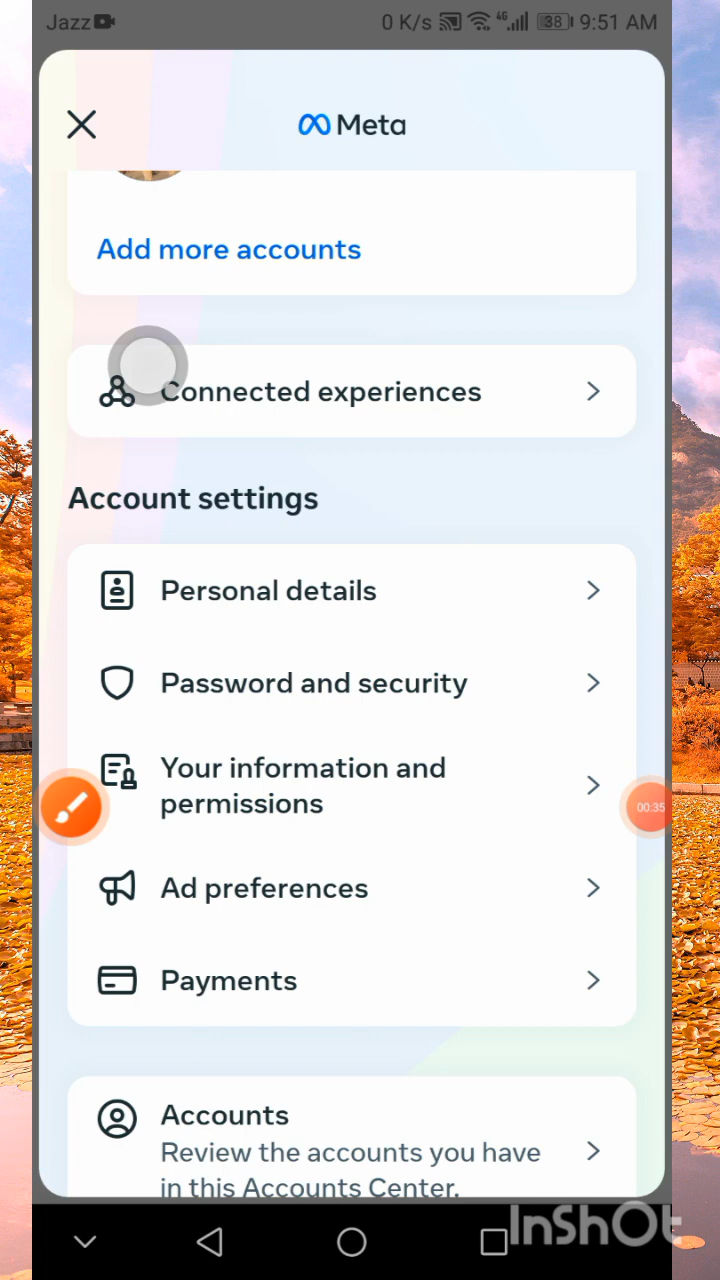 Jazz 0 K/s 4G 38 9:51 AM
Meta
Add more accounts
Connected experiences
Account settings
Personal details
Password and security
Your information and
permissions
00:35
Ad preferences
Payments
Accounts
Review the accounts you have
in this Accounts Center.
InShOt